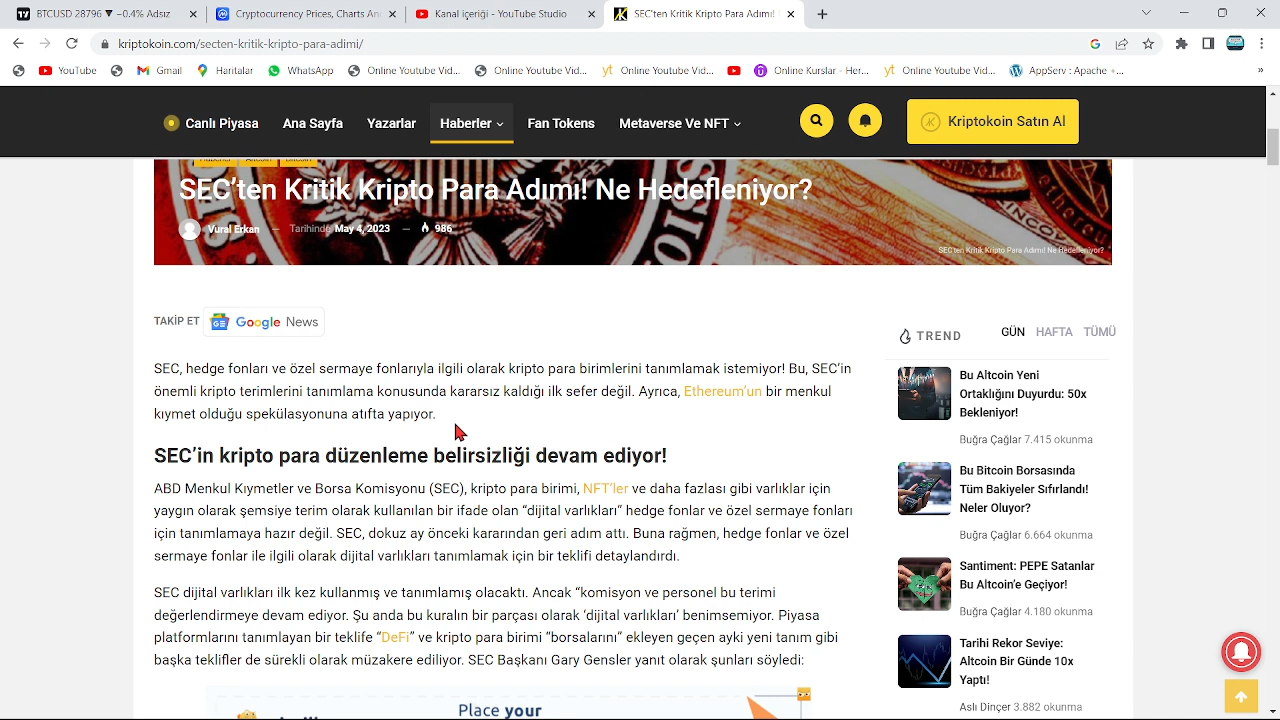 BTCUSD 28796 ▼ −0.4% Adsız
Cryptocurrency Prices, Charts An
Kanal içeriği - YouTube Studio
SEC'ten Kritik Kripto Para Adımı!
kriptokoin.com/secten-kritik-kripto-para-adimi/
YouTube
Gmail
Haritalar
WhatsApp
Online Youtube Vid...
Online Youtube Vid...
Online Youtube Vid...
Online Kurslar - Her...
Online Youtube Vid...
AppServ : Apache +...
Canlı Piyasa
Ana Sayfa
Yazarlar
Haberler
Fan Tokens
Metaverse Ve NFT
Kriptokoin Satın Al
SEC’ten Kritik Kripto Para Adımı! Ne Hedefleniyor?
Vural Erkan — Tarihinde May 4, 2023 — 986
SEC'ten Kritik Kripto Para Adımı! Ne Hedefleniyor?
TAKİP ET Google News
SEC, hedge fonları ve özel sermaye fonlarıyla ilgili olarak kripto para birimlerini tanımlamak istemiyor! Bu, SEC’in
önemli kripto terimlerini tanımlama konusunda kararsız kaldığı ilk sefer değil. Ayrıca, Ethereum’un bir menkul
kıymet olduğu spekülasyonuna atıfta yapıyor.
SEC’in kripto para düzenleme belirsizliği devam ediyor!
ABD Menkul Kıymetler ve Borsa Komisyonu (SEC), kripto para birimi, NFT’ler ve daha fazlası gibi varlıklar için
yaygın olarak şemsiye terim olarak kullanılan bir ifade olan “dijital varlıkları” hedge fonlar ve özel sermaye fonları
için tanımlamaya hazır değil. SEC, dokuz ay önceki kararından geri adım attı. Buna rağmen, hedge fonlar ve özel
sermaye fonlar ile ilgili olarak dijital varlıkları tanımlamak için bir teklifi detaylandırdı.
SEC dijital varlıkları ilk kez kullanmış ve tanımlamış olacaktı. Ancak “komisyon ve personel bu terimi
değerlendirmeye devam ediyor. Şu anda bu kuralın bir parçası olarak ‘dijital varlıkları’ benimsemiyor. Piyasa
platformlarını tanımlayan bir teklife “DeFi” ve kripto para birimi “borsalarını” ekleyen geçen ayki yeni tanım gibi
başka teklifler de sürekli olarak müzakere ediliyor. SEC Başkanı Gary Gensler yanıt olarak şunları söyledi:
Place your
TREND
GÜN HAFTA TÜMÜ
Bu Altcoin Yeni
Ortaklığını Duyurdu: 50x
Bekleniyor!
Buğra Çağlar 7.415 okunma
Bu Bitcoin Borsasında
Tüm Bakiyeler Sıfırlandı!
Neler Oluyor?
Buğra Çağlar 6.664 okunma
Santiment: PEPE Satanlar
Bu Altcoin’e Geçiyor!
Buğra Çağlar 4.180 okunma
Tarihi Rekor Seviye:
Altcoin Bir Günde 10x
Yaptı!
Aslı Dinçer 3.882 okunma